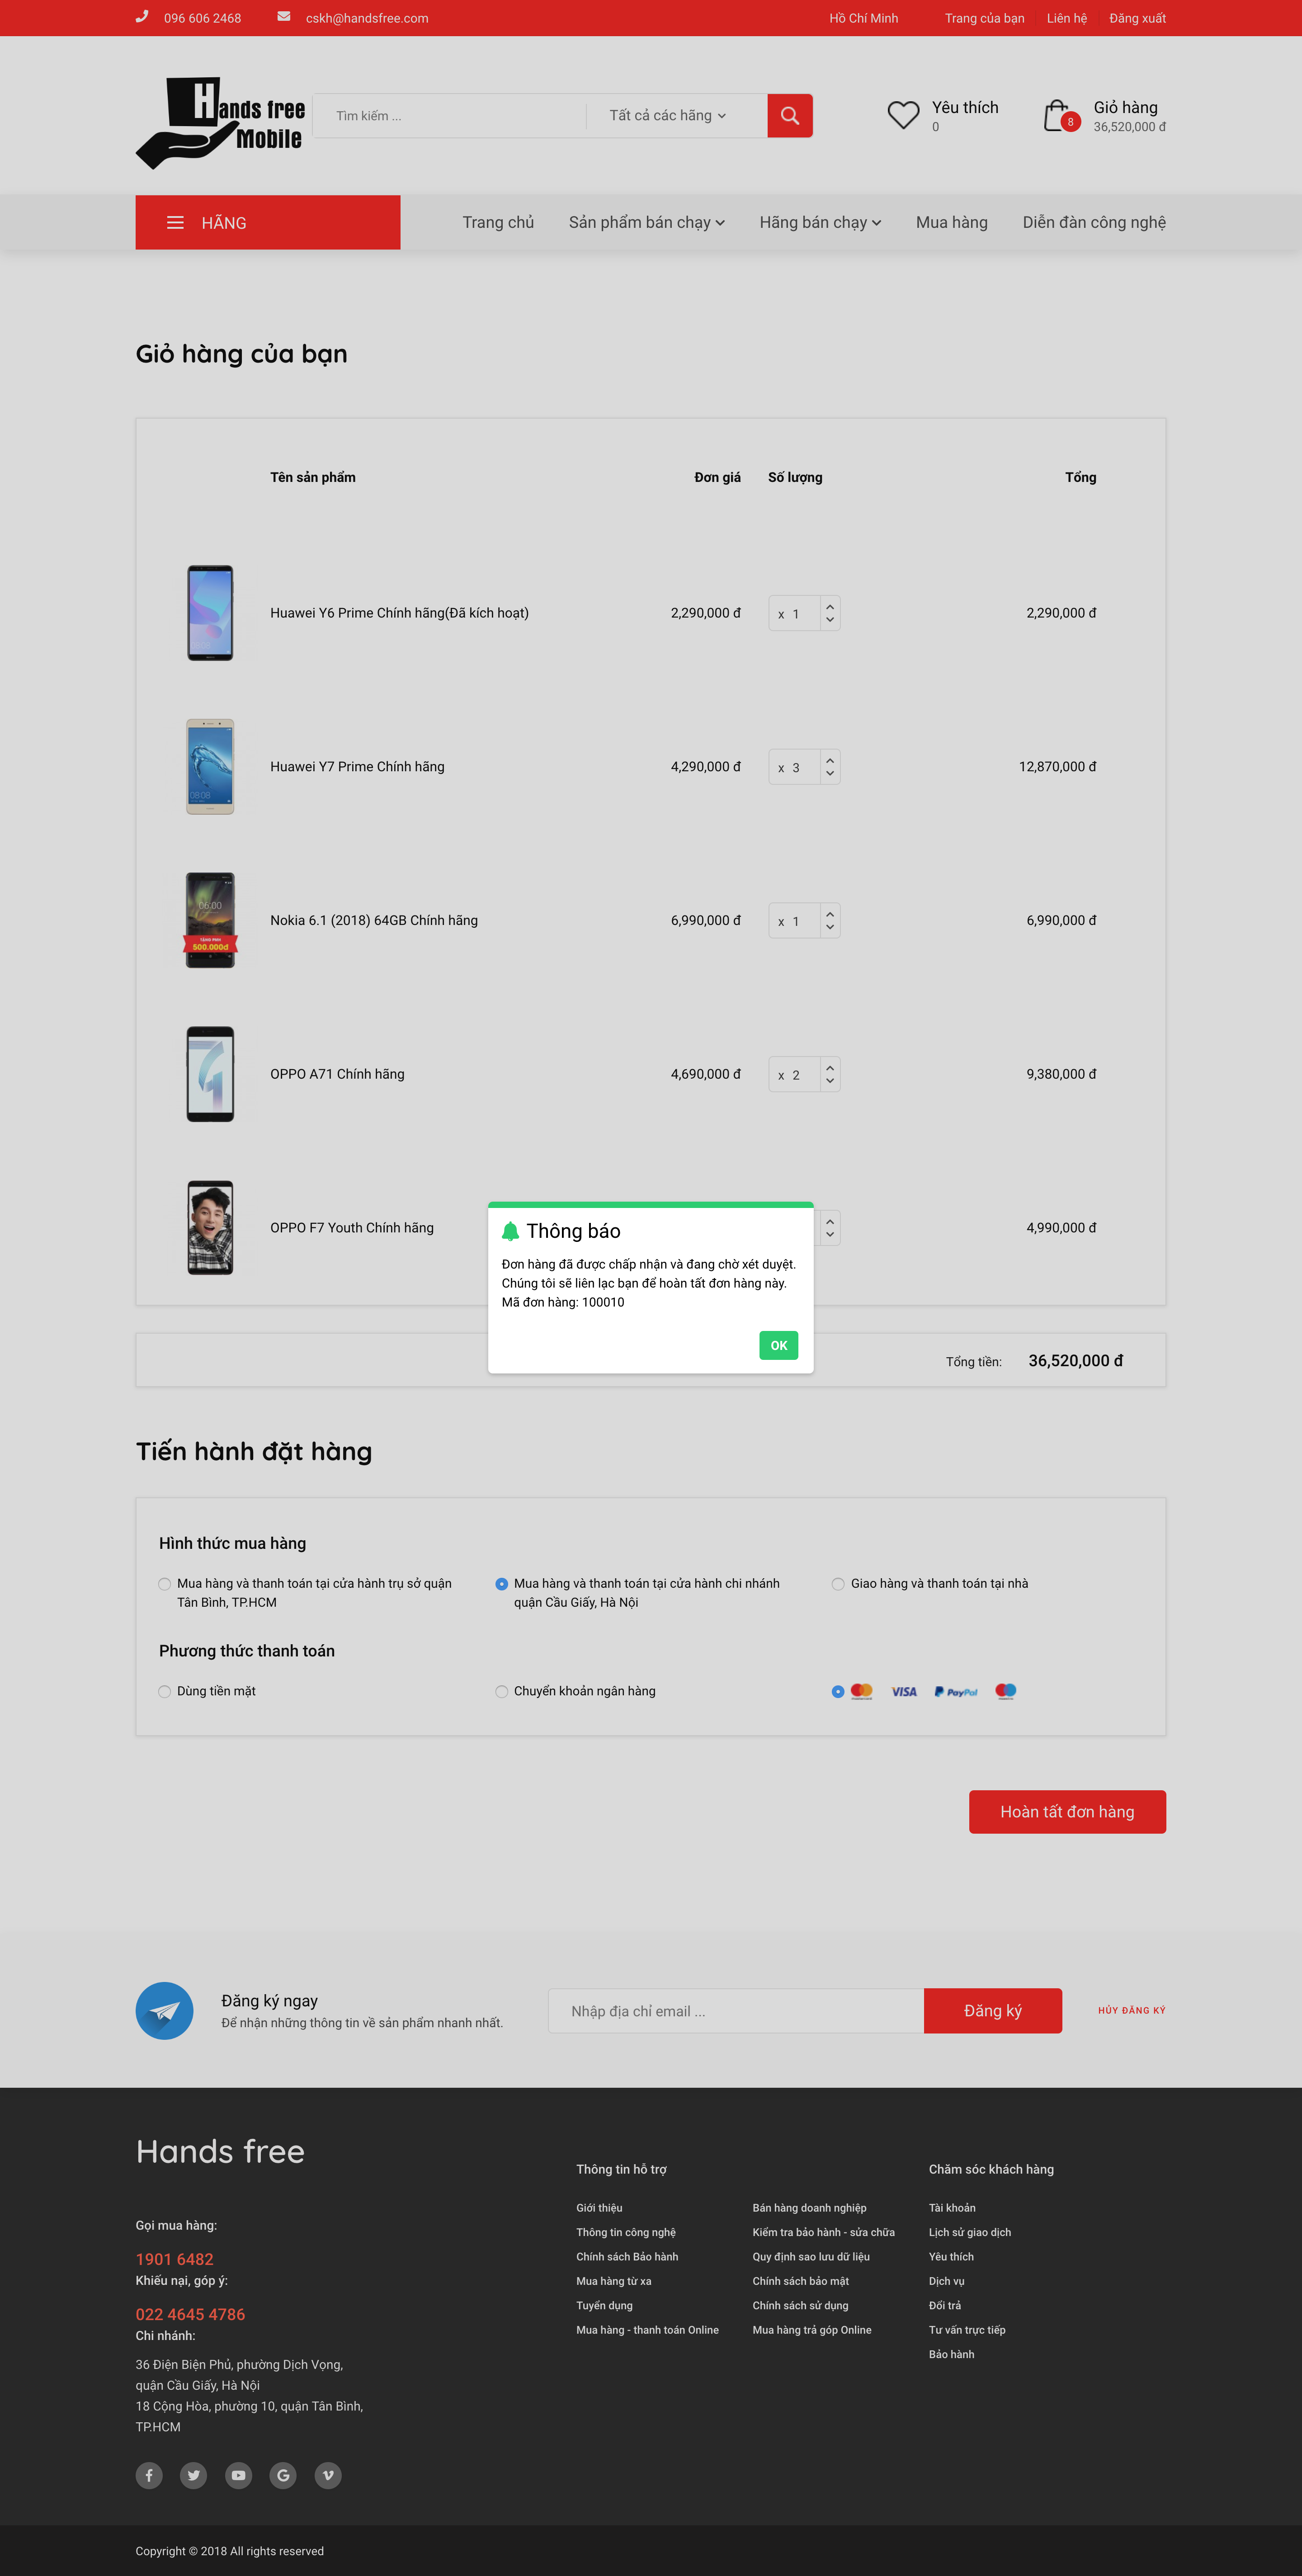 096 606 2468
cskh@handsfree.com
Hồ Chí Minh
Trang của bạn
Liên hệ
Đăng xuất
Hands free
Mobile
Tìm kiếm ...
Tất cả các hãng
Yêu thích
0
8
Giỏ hàng
36,520,000 đ
HÃNG
Trang chủ
Sản phẩm bán chạy
Hãng bán chạy
Mua hàng
Diễn đàn công nghệ
Giỏ hàng của bạn
Tên sản phẩm
Đơn giá
Số lượng
Tổng
Huawei Y6 Prime Chính hãng(Đã kích hoạt)
2,290,000 đ
x 1
2,290,000 đ
08:08
Huawei Y7 Prime Chính hãng
4,290,000 đ
x 3
12,870,000 đ
06:00
500.000đ
Nokia 6.1 (2018) 64GB Chính hãng
6,990,000 đ
x 1
6,990,000 đ
OPPO A71 Chính hãng
4,690,000 đ
x 2
9,380,000 đ
OPPO F7 Youth Chính hãng
4,990,000 đ
Thông báo
Đơn hàng đã được chấp nhận và đang chờ xét duyệt.
Chúng tôi sẽ liên lạc bạn để hoàn tất đơn hàng này.
Mã đơn hàng: 100010
OK
Tổng tiền:
36,520,000 đ
Tiến hành đặt hàng
Hình thức mua hàng
Mua hàng và thanh toán tại cửa hành trụ sở quận
Tân Bình, TP.HCM
Mua hàng và thanh toán tại cửa hành chi nhánh
quận Cầu Giấy, Hà Nội
Giao hàng và thanh toán tại nhà
Phương thức thanh toán
Dùng tiền mặt
Chuyển khoản ngân hàng
VISA
PayPal
Hoàn tất đơn hàng
Đăng ký ngay
Để nhận những thông tin về sản phẩm nhanh nhất.
Nhập địa chỉ email ...
Đăng ký
HỦY ĐĂNG KÝ
Hands free
Gọi mua hàng:
1901 6482
Khiếu nại, góp ý:
022 4645 4786
Chi nhánh:
36 Điện Biện Phủ, phường Dịch Vọng,
quận Cầu Giấy, Hà Nội
18 Cộng Hòa, phường 10, quận Tân Bình,
TP.HCM
Thông tin hỗ trợ
Giới thiệu
Thông tin công nghệ
Chính sách Bảo hành
Mua hàng từ xa
Tuyển dụng
Mua hàng - thanh toán Online
Bán hàng doanh nghiệp
Kiểm tra bảo hành - sửa chữa
Quy định sao lưu dữ liệu
Chính sách bảo mật
Chính sách sử dụng
Mua hàng trả góp Online
Chăm sóc khách hàng
Tài khoản
Lịch sử giao dịch
Yêu thích
Dịch vụ
Đổi trả
Tư vấn trực tiếp
Bảo hành
Copyright © 2018 All rights reserved